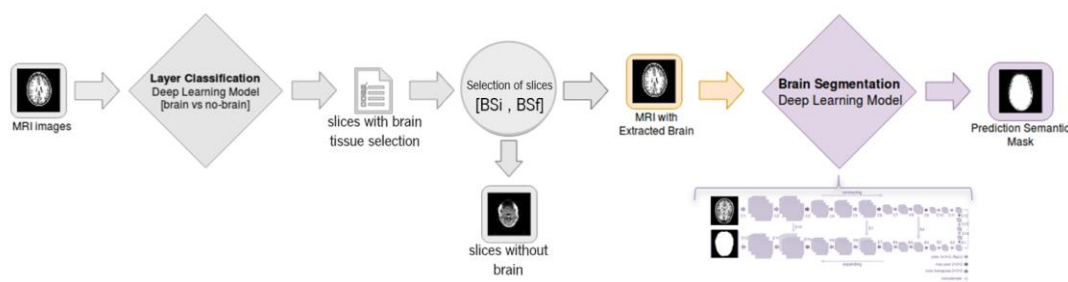 MRI images
Layer Classification
Deep Learning Model
[brain vs no-brain]
slices with brain
tissue selection
Selection of slices
[BSi , BSf]
slices without
brain
MRI with
Extracted Brain
Brain Segmentation
Deep Learning Model
Prediction Semantic
Mask